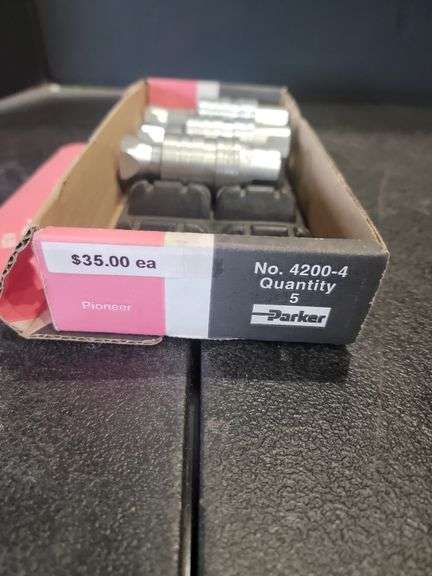 $35.00 ea
Pioneer
No. 4200-4
Quantity
5
Parker